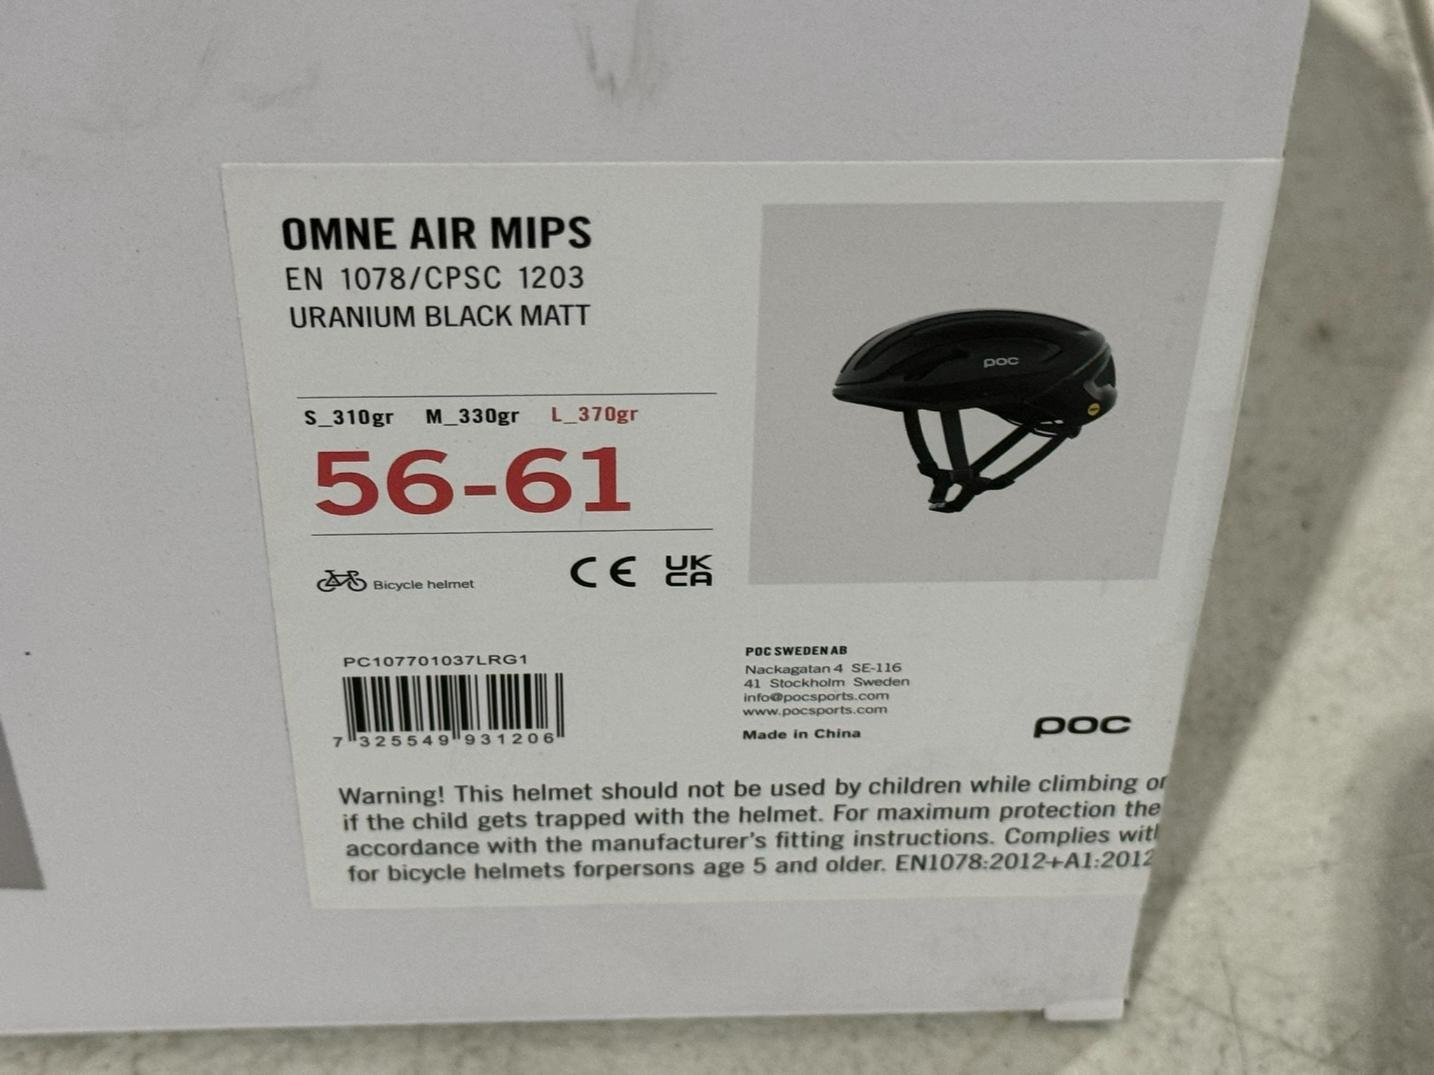 OMNE AIR MIPS
EN 1078/CPSC 1203
URANIUM BLACK MATT
S_310gr M_330gr L_370gr
56-61
Bicycle helmet
CE UK CA
PC107701037LRG1
7 325549 931206
poc
POC SWEDEN AB
Nackagatan 4 SE-116
41 Stockholm Sweden
info@pocsports.com
www.pocsports.com
Made in China
poc
Warning! This helmet should not be used by children while climbing or
if the child gets trapped with the helmet. For maximum protection the
accordance with the manufacturer's fitting instructions. Complies with
for bicycle helmets forpersons age 5 and older. EN1078:2012+A1:2012